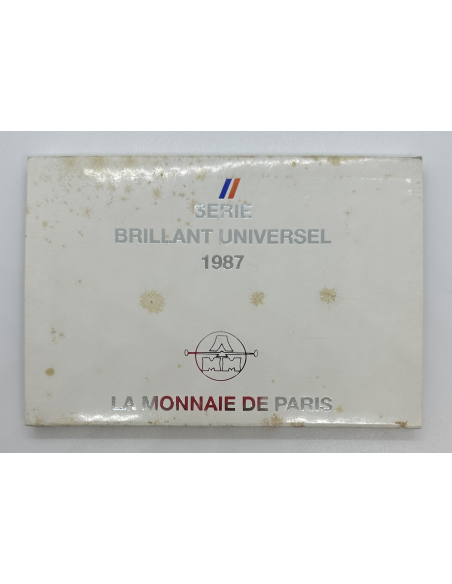 SERIE
BRILLANT UNIVERSEL
1987
LA MONNAIE DE PARIS